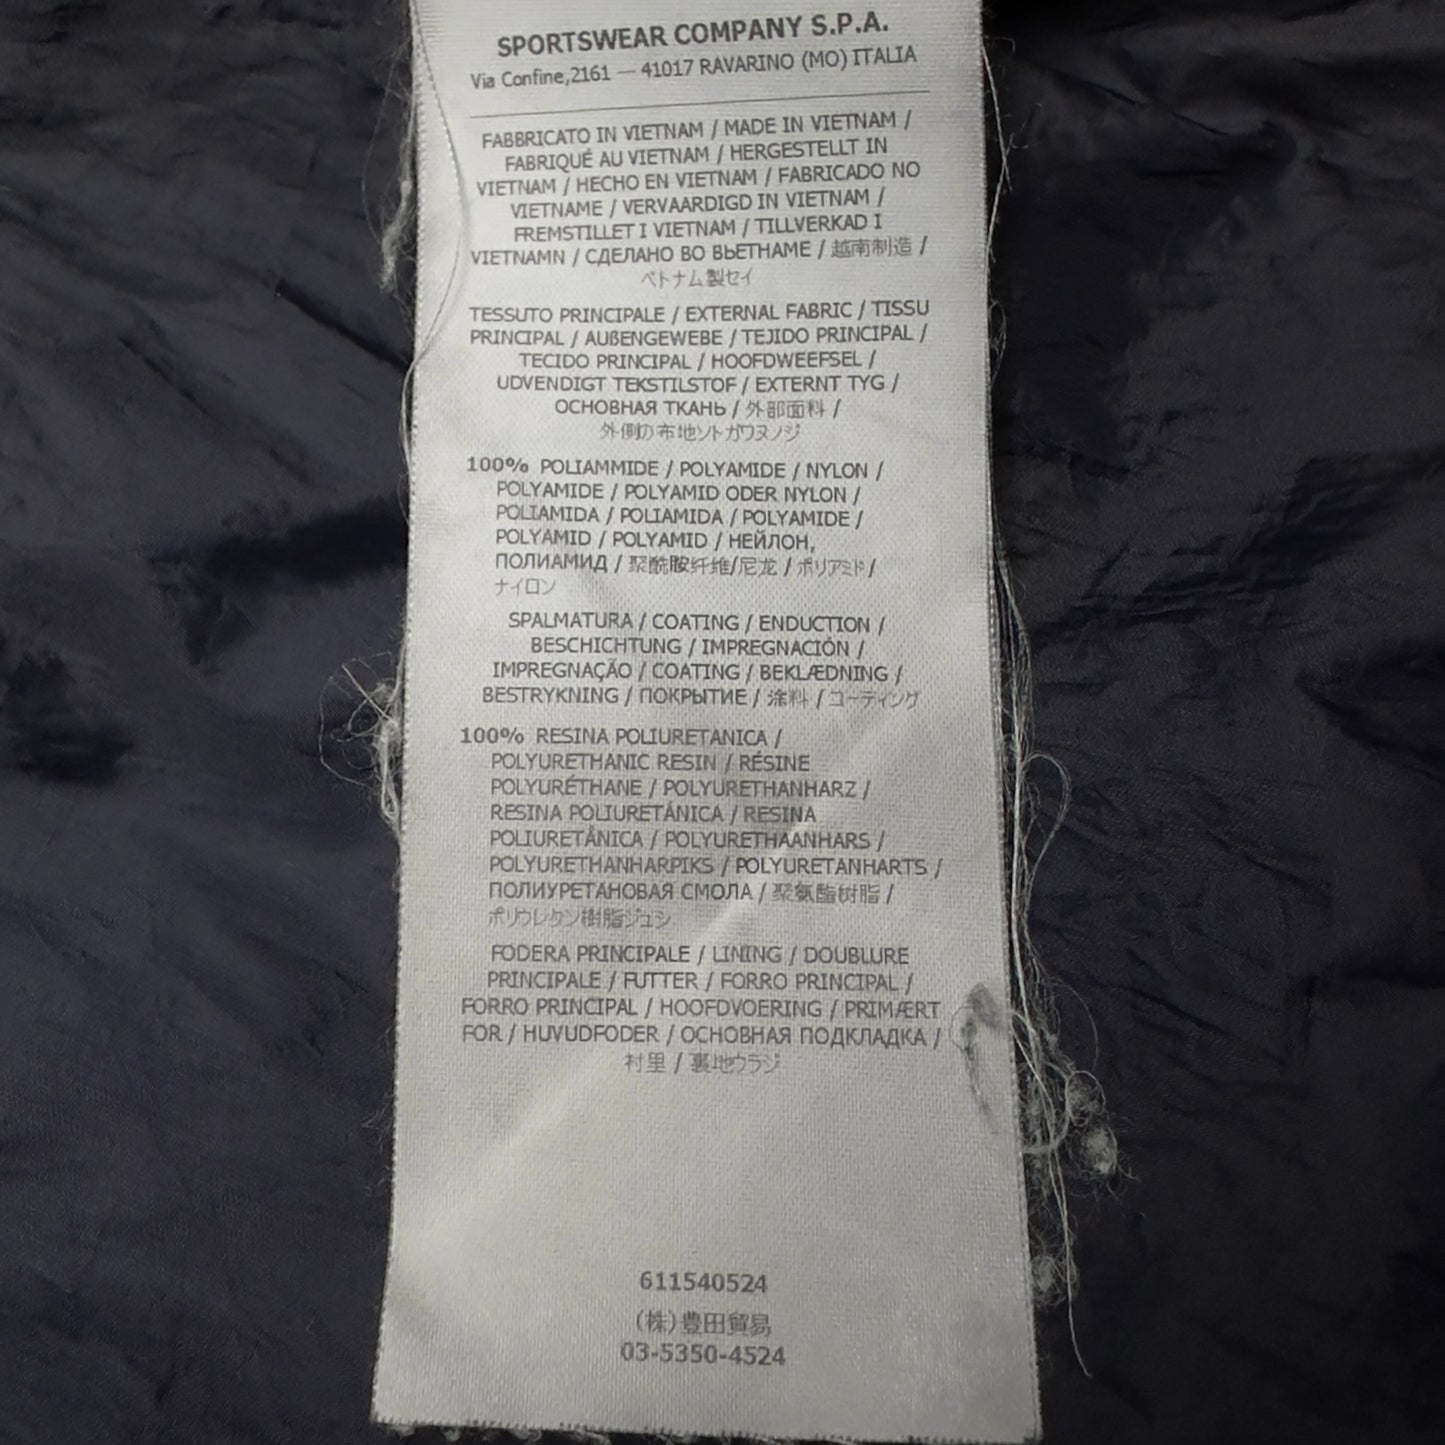 SPORTSWEAR COMPANY S.P.A.
Via Confine,2161 — 41017 RAVARINO (MO) ITALIA
FABBRICATO IN VIETNAM / MADE IN VIETNAM /
FABRIQUÉ AU VIETNAM / HERGESTELLT IN
VIETNAM / HECHO EN VIETNAM / FABRICADO NO
VIETNAME / VERVAARDIGD IN VIETNAM /
FREMSTILLET I VIETNAM / TILLVERKAD I
VIETNAMN / СДЕЛАНО ВО ВЬЕТНАМЕ / 越南制造 /
ベトナム製セイ
TESSUTO PRINCIPALE / EXTERNAL FABRIC / TISSU
PRINCIPAL / AUßENGEWEBE / TEJIDO PRINCIPAL /
TECIDO PRINCIPAL / HOOFDWEEFSEL /
UDVENDIGT TEKSTILSTOF / EXTERNT TYG /
ОСНОВНАЯ ТКАНЬ / 外部面料 /
外側の布地ソトガワヌノジ
100% POLIAMMIDE / POLYAMIDE / NYLON /
POLYAMIDE / POLYAMID ODER NYLON /
POLIAMIDA / POLIAMIDA / POLYAMIDE /
POLYAMID / POLYAMID / НЕЙЛОН,
ПОЛИАМИД / 聚酰胺纤维/尼龙 / ポリアミド /
ナイロン
SPALMATURA / COATING / ENDUCTION /
BESCHICHTUNG / IMPREGNACIÓN /
IMPREGNAÇÃO / COATING / BEKLÆDNING /
BESTRYKNING / ПОКРЫТИЕ / 涂料 / コーティング
100% RESINA POLIURETANICA /
POLYURETHANIC RESIN / RÉSINE
POLYURÉTHANE / POLYURETHANHARZ /
RESINA POLIURETÁNICA / RESINA
POLIURETÂNICA / POLYURETHAANHARS /
POLYURETHANHARPIKS / POLYURETANHARTS /
ПОЛИУРЕТАНОВАЯ СМОЛА / 聚氨酯树脂 /
ポリウレタン樹脂ジュシ
FODERA PRINCIPALE / LINING / DOUBLURE
PRINCIPALE / FUTTER / FORRO PRINCIPAL /
FORRO PRINCIPAL / HOOFDVOERING / PRIMÆRT
FOR / HUVUDFODER / ОСНОВНАЯ ПОДКЛАДКА /
衬里 / 裏地ウラジ
611540524
(株)豊田貿易
03-5350-4524